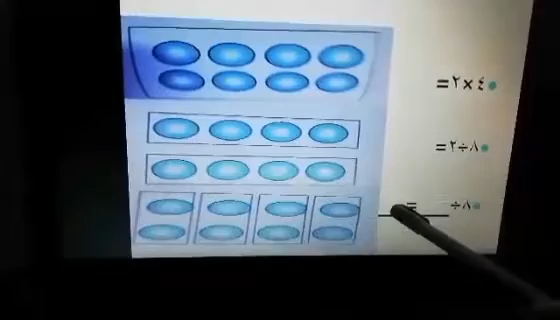 • ٤ × ٢ =
• ٨ ÷ ٢ =
• ٨ ÷ =